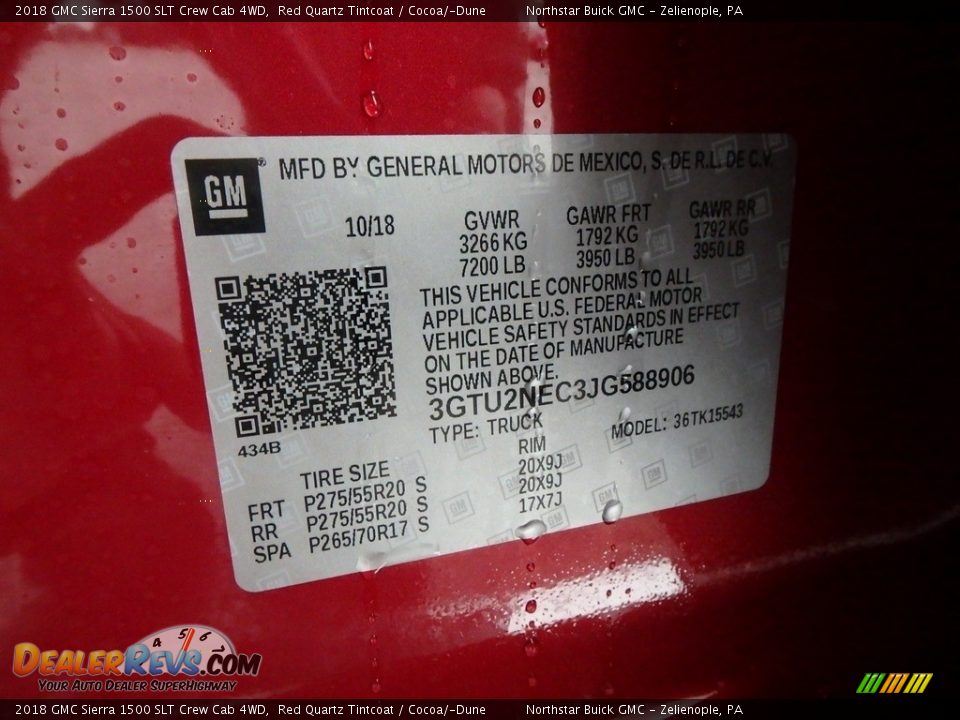 2018 GMC Sierra 1500 SLT Crew Cab 4WD, Red Quartz Tintcoat / Cocoa/­-Dune Northstar Buick GMC - Zelienople, PA
GM ® MFD BY GENERAL MOTORS DE MEXICO, S. DE R.L. DE C.V.
10/18 GVWR GAWR FRT GAWR RR
3266 KG 1792 KG 1792 KG
7200 LB 3950 LB 3950 LB
THIS VEHICLE CONFORMS TO ALL
APPLICABLE U.S. FEDERAL MOTOR
VEHICLE SAFETY STANDARDS IN EFFECT
ON THE DATE OF MANUFACTURE
SHOWN ABOVE.
3GTU2NEC3JG588906
434B TYPE: TRUCK MODEL: 36TK15543
TIRE SIZE RIM
FRT P275/55R20 S 20X9J
RR P275/55R20 S 20X9J
SPA P265/70R17 S 17X7J
4 5 6
DEALERREVS.COM
YOUR AUTO DEALER SUPERHIGHWAY
2018 GMC Sierra 1500 SLT Crew Cab 4WD, Red Quartz Tintcoat / Cocoa/­-Dune Northstar Buick GMC - Zelienople, PA